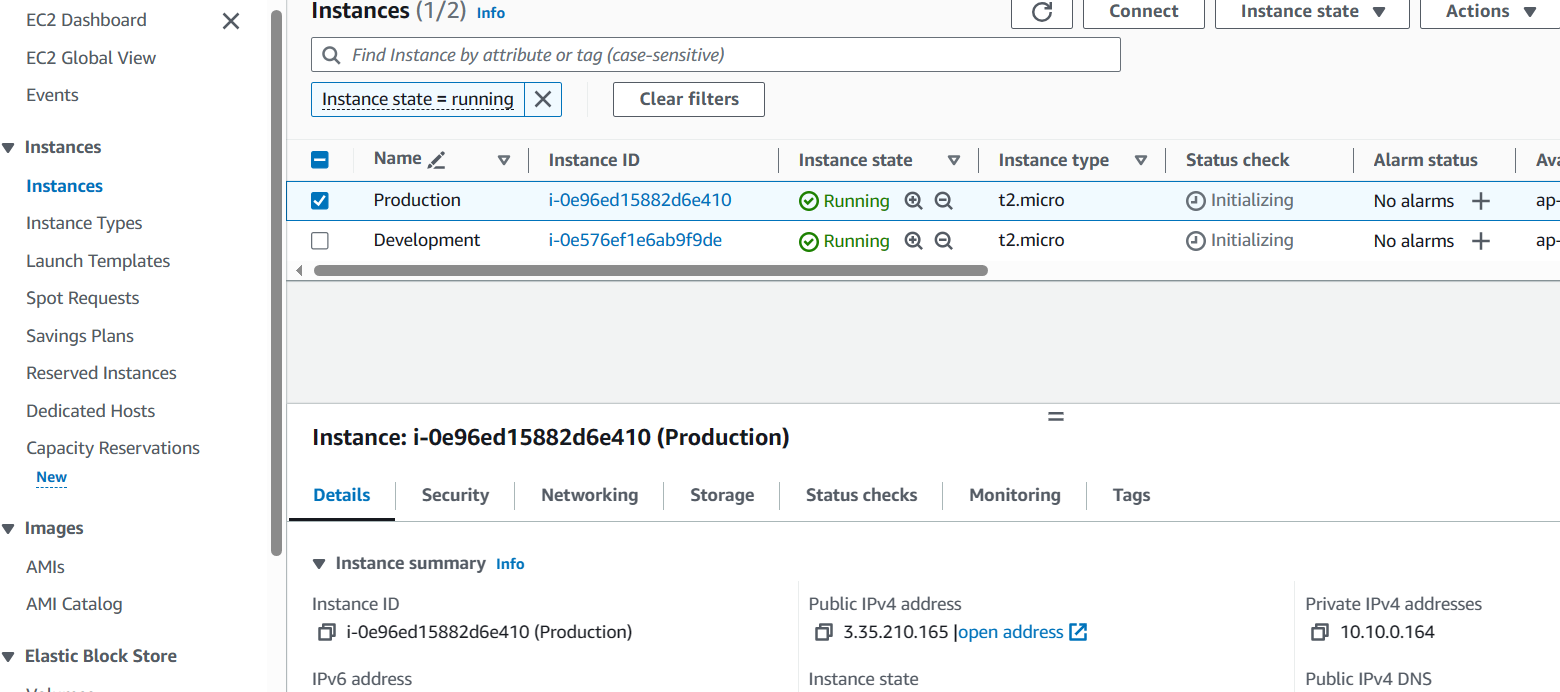 EC2 Dashboard
EC2 Global View
Events
Instances
Instances
Instance Types
Launch Templates
Spot Requests
Savings Plans
Reserved Instances
Dedicated Hosts
Capacity Reservations
New
Images
AMIs
AMI Catalog
Elastic Block Store
Instances (1/2) Info
Connect
Instance state
Actions
Find Instance by attribute or tag (case-sensitive)
Instance state = running
Clear filters
Name Instance ID Instance state Instance type Status check Alarm status Ava
Production i-0e96ed15882d6e410 Running t2.micro Initializing No alarms + ap-
Development i-0e576ef1e6ab9f9de Running t2.micro Initializing No alarms + ap-
Instance: i-0e96ed15882d6e410 (Production)
Details Security Networking Storage Status checks Monitoring Tags
Instance summary Info
Instance ID
i-0e96ed15882d6e410 (Production)
Public IPv4 address
3.35.210.165 |open address
Private IPv4 addresses
10.10.0.164
IPv6 address
Instance state
Public IPv4 DNS